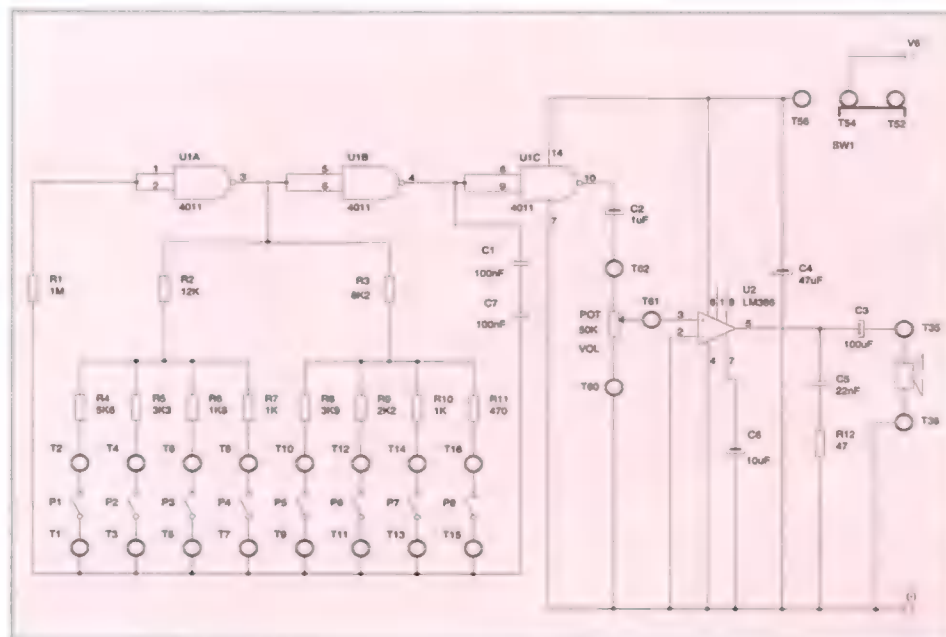 V6
T56
T54
T52
SW1
U1A
U1B
U1C
14
1
2
3
5
6
4
9
10
7
4011
4011
4011
C2
1uF
C1
100nF
C7
100nF
R1
1M
R2
12K
R3
8K2
T62
T61
POT
50K
VOL
T60
U2
LM386
6
1
8
3
2
5
4
7
C4
47uF
C3
100uF
T35
C5
22nF
R12
47
C6
10uF
R4
5K6
R5
3K3
R6
1K8
R7
1K
R8
3K9
R9
2K2
R10
1K
R11
470
T2
T4
T6
T8
T10
T12
T14
T16
P1
P2
P3
P4
P5
P6
P7
P8
T1
T3
T5
T7
T9
T11
T13
T15
(-)